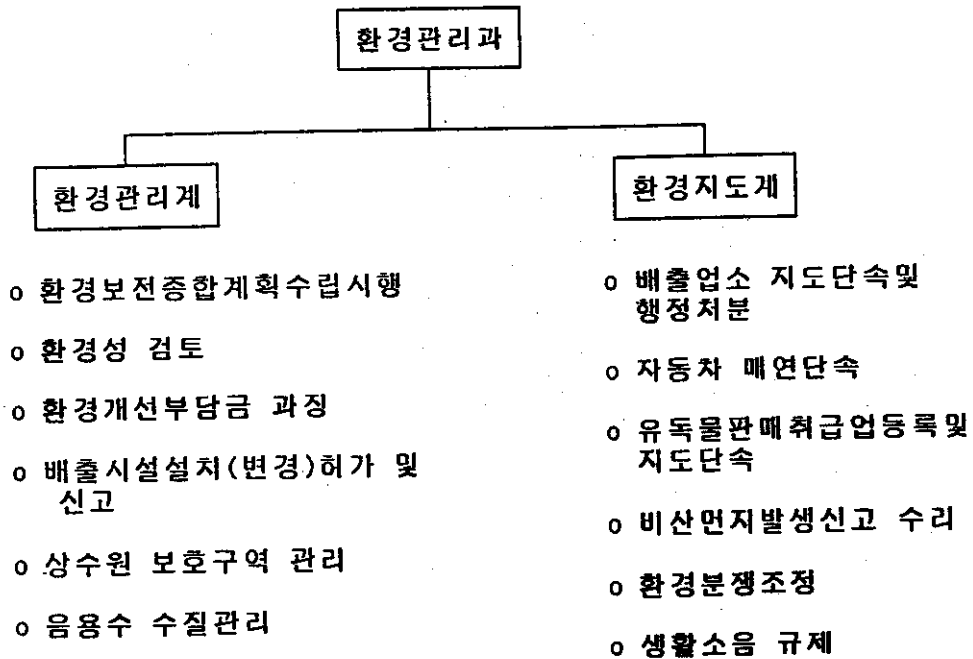 환경관리과
환경관리계
o 환경보전종합계획수립시행
o 환경성 검토
o 환경개선부담금 과징
o 배출시설설치(변경)허가 및
신고
o 상수원 보호구역 관리
o 음용수 수질관리
환경지도계
o 배출업소 지도단속및
행정처분
o 자동차 매연단속
o 유독물판매취급업등록및
지도단속
o 비산먼지발생신고 수리
o 환경분쟁조정
o 생활소음 규제